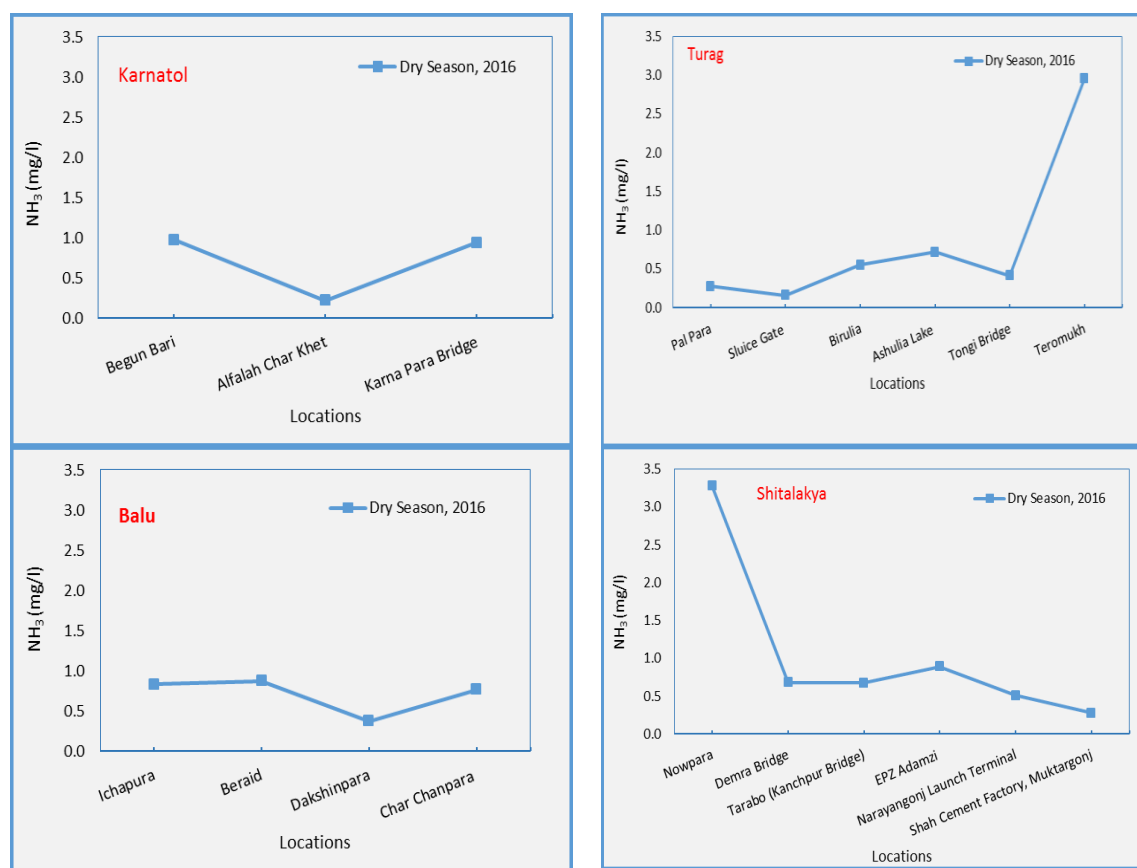 Karnatol
Dry Season, 2016
3.5
3.0
2.5
2.0
1.5
1.0
0.5
0.0
NH₃ (mg/l)
Begun Bari
Alfalah Char Khet
Karna Para Bridge
Locations
Turag
Dry Season, 2016
3.5
3.0
2.5
2.0
1.5
1.0
0.5
0.0
NH₃ (mg/l)
Pal Para
Sluice Gate
Birulia
Ashulia Lake
Tongi Bridge
Teromukh
Locations
Balu
Dry Season, 2016
3.5
3.0
2.5
2.0
1.5
1.0
0.5
0.0
NH₃ (mg/l)
Ichapura
Beraid
Dakshinpara
Char Chanpara
Locations
Shitalakya
Dry Season, 2016
3.5
3.0
2.5
2.0
1.5
1.0
0.5
0.0
NH₃ (mg/l)
Nowpara
Demra Bridge
Tarabo (Kanchpur Bridge)
EPZ Adamzi
Narayangonj Launch Terminal
Shah Cement Factory, Muktargonj
Locations